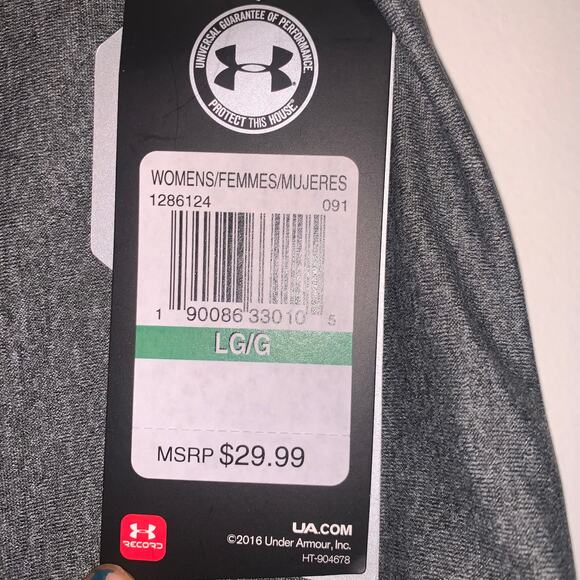 UNIVERSAL GUARANTEE OF PERFORMANCE
PROTECT THIS HOUSE
WOMENS/FEMMES/MUJERES
1286124 091
1 90086 33010 5
LG/G
MSRP $29.99
RECORD
UA.COM
©2016 Under Armour, Inc.
HT-904678